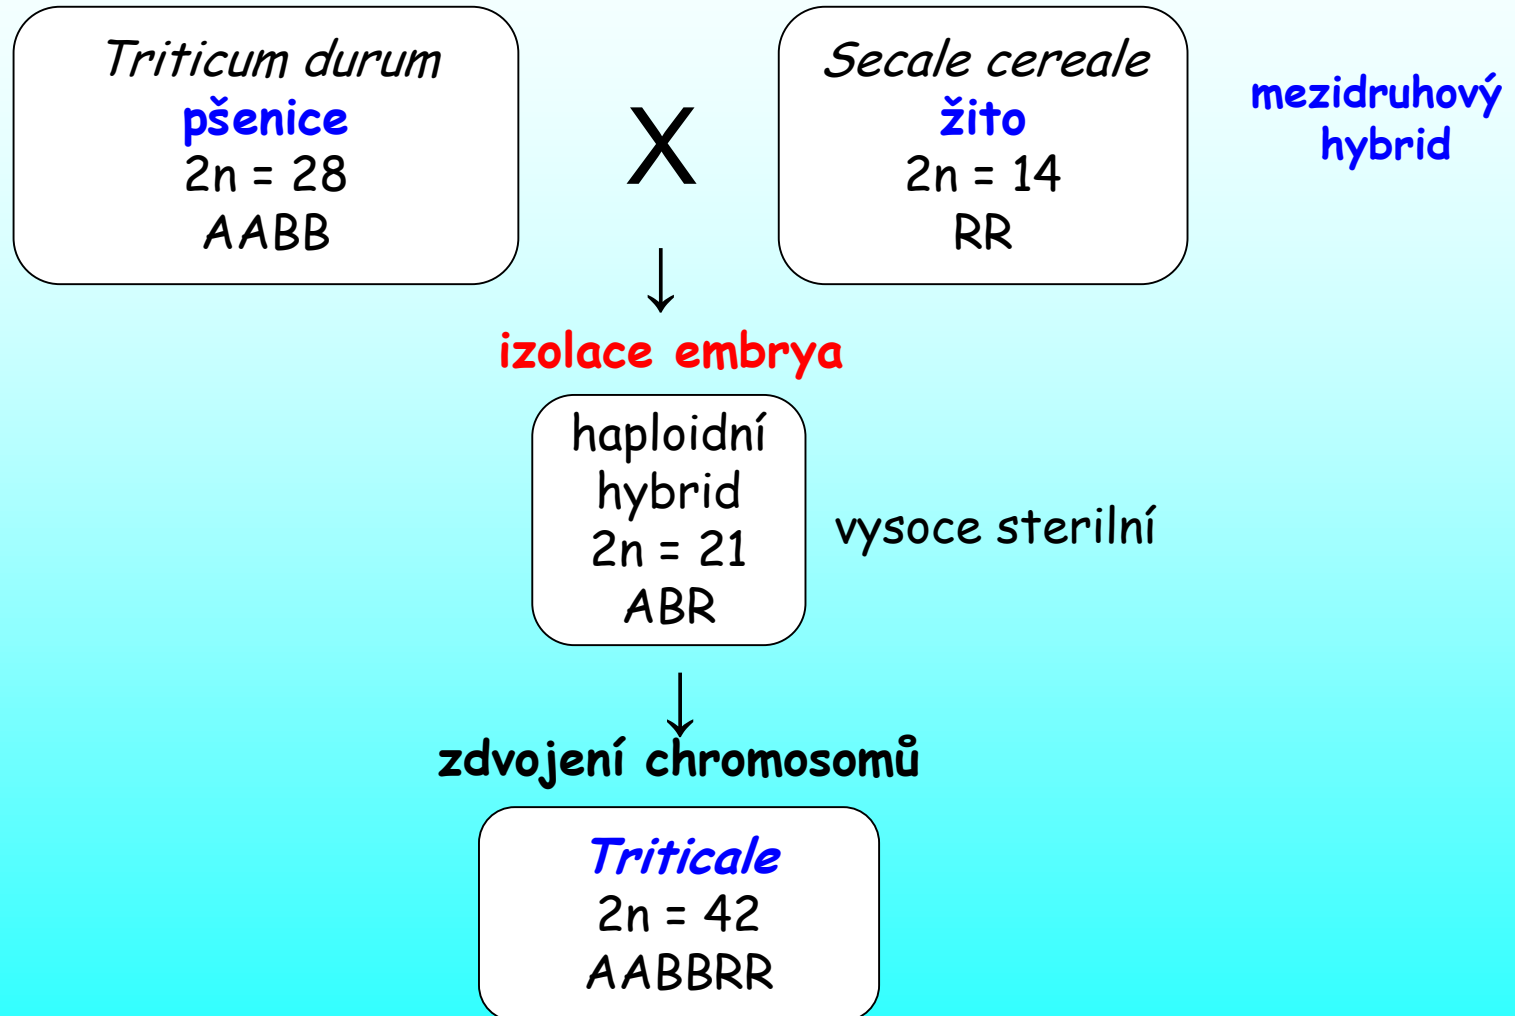 Triticum durum
pšenice
2n = 28
AABB
X
Secale cereale
žito
2n = 14
RR
mezidruhový
hybrid
↓
izolace embrya
haploidní
hybrid
2n = 21
ABR
vysoce sterilní
↓
zdvojení chromosomů
Triticale
2n = 42
AABBRR